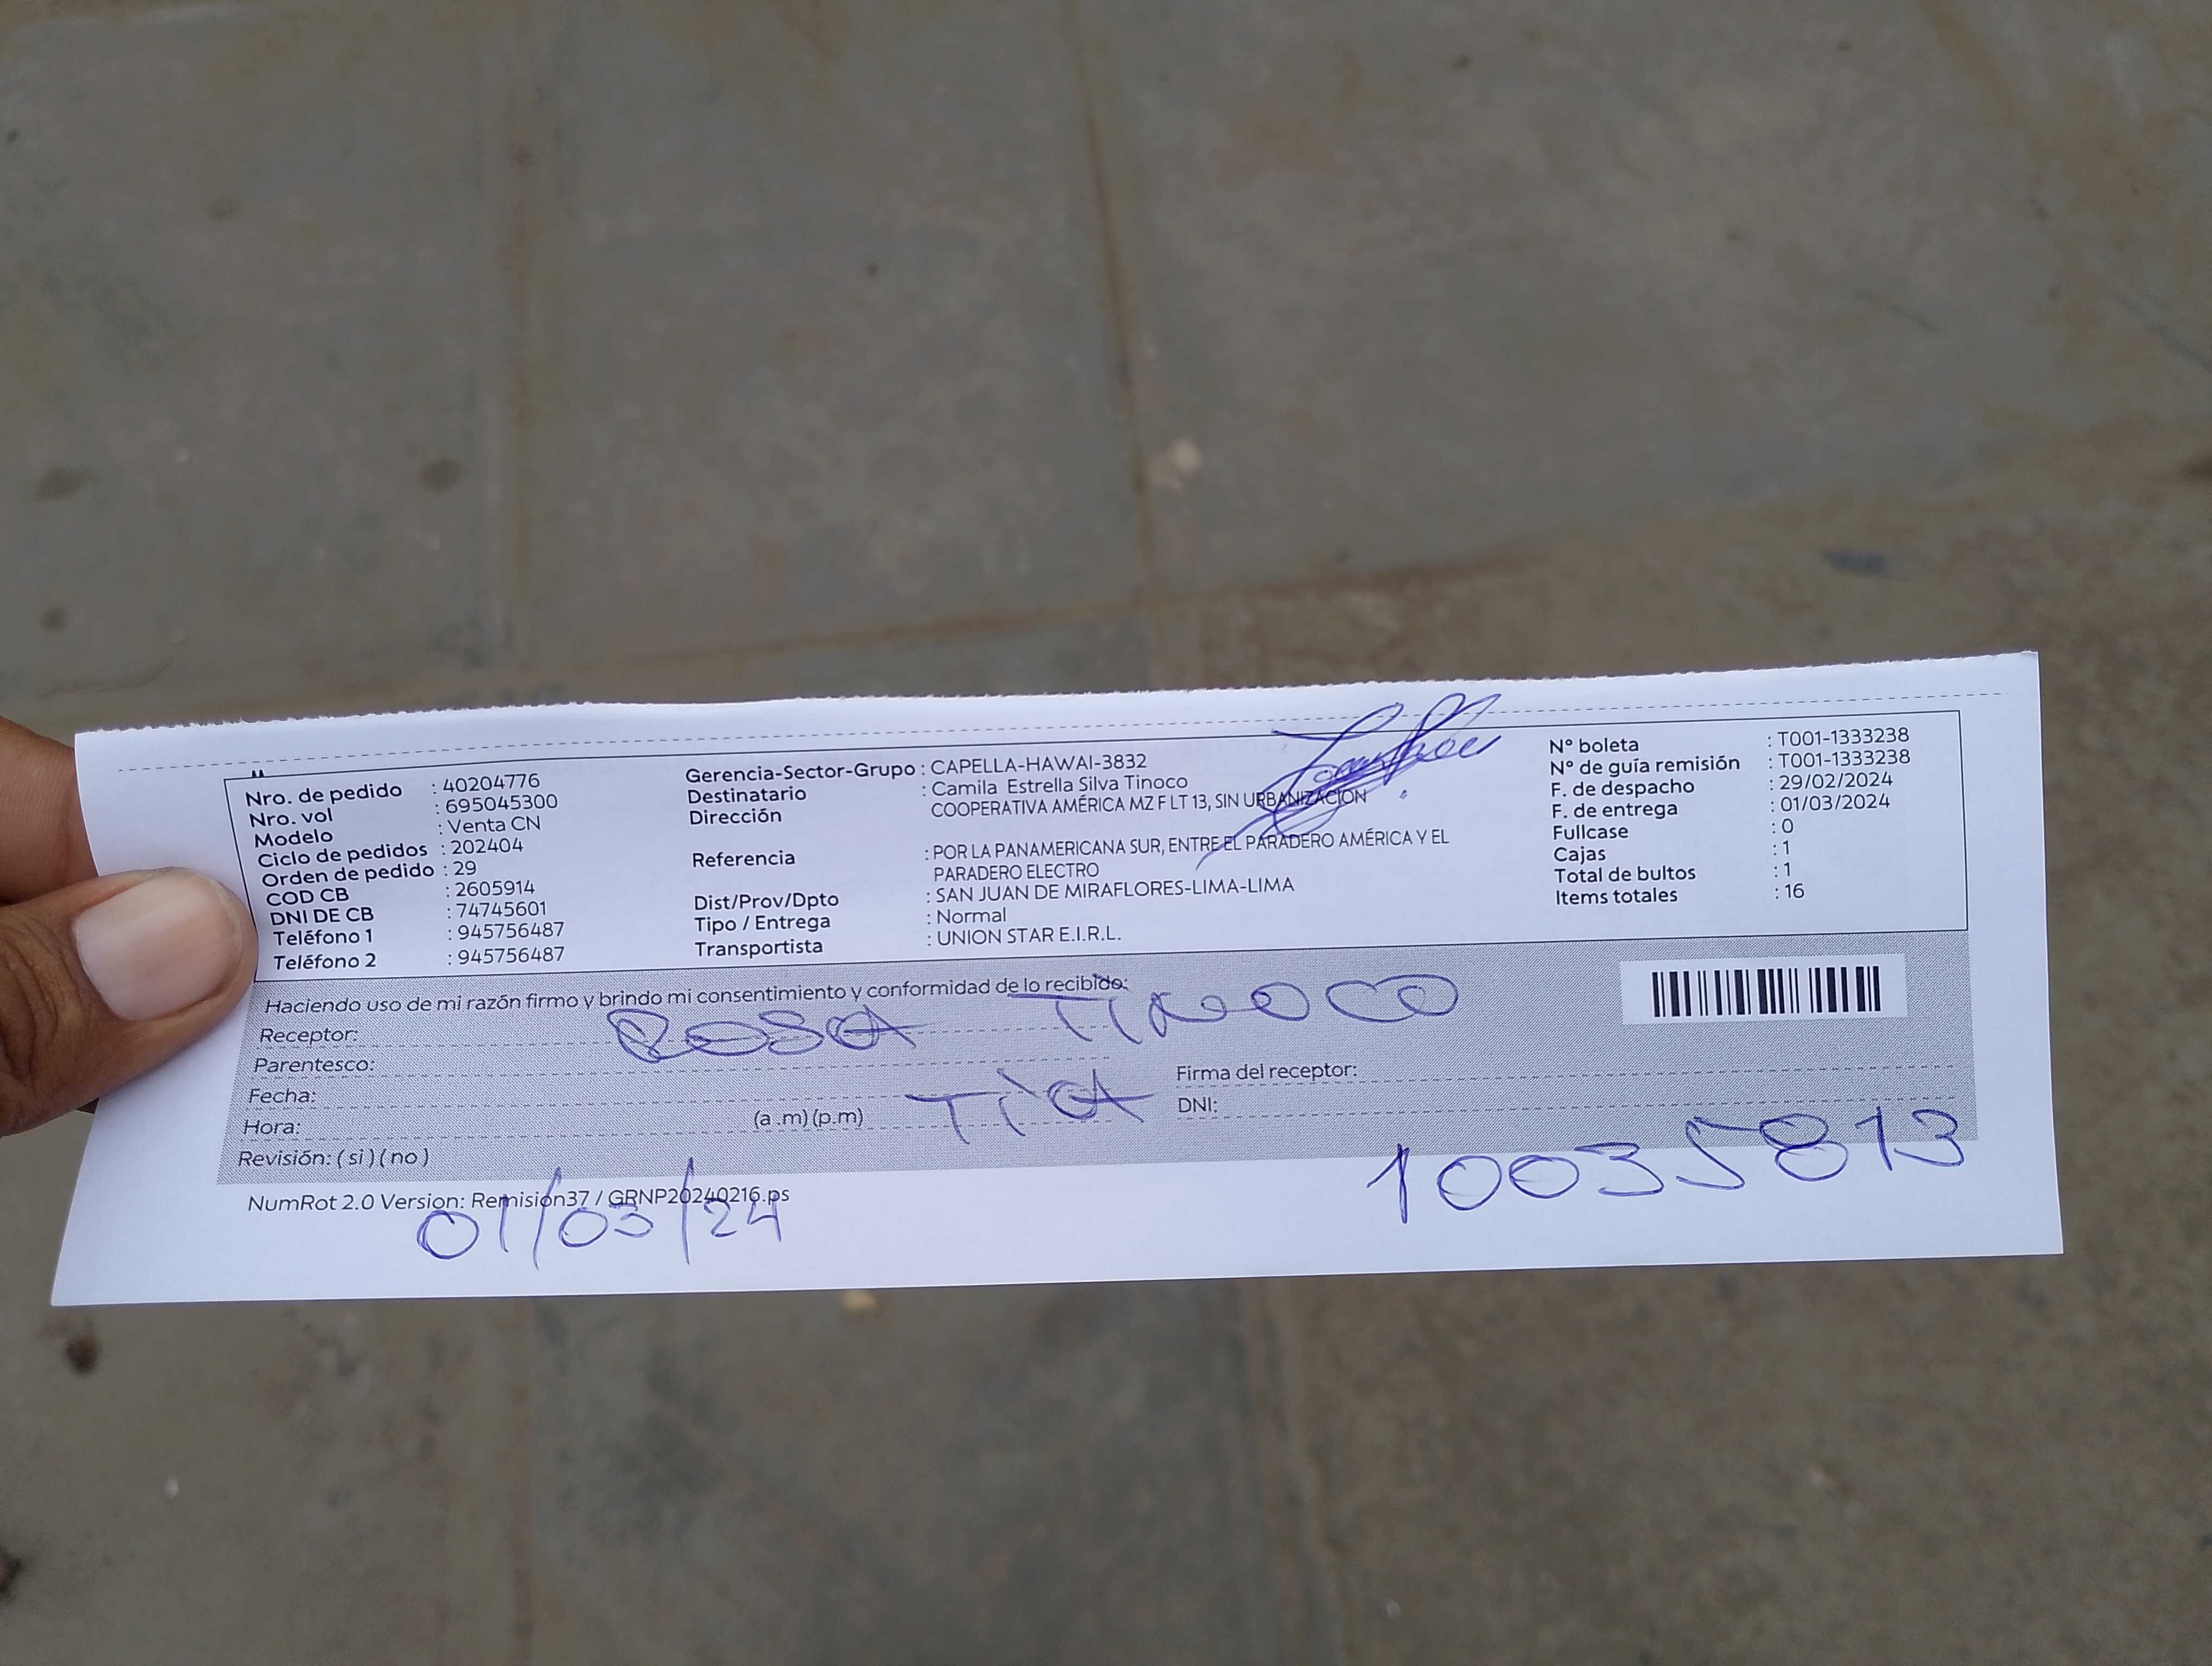 Nro. de pedido : 40204776
Nro. vol : 695045300
Modelo : Venta CN
Ciclo de pedidos : 202404
Orden de pedido : 29
COD CB : 2605914
DNI DE CB : 74745601
Teléfono 1 : 945756487
Teléfono 2 : 945756487
Gerencia-Sector-Grupo : CAPELLA-HAWAI-3832
Destinatario : Camila Estrella Silva Tinoco
Dirección COOPERATIVA AMÉRICA MZ F LT 13, SIN URBANIZACION
Referencia : POR LA PANAMERICANA SUR, ENTRE EL PARADERO AMÉRICA Y EL
PARADERO ELECTRO
Dist/Prov/Dpto : SAN JUAN DE MIRAFLORES-LIMA-LIMA
Tipo / Entrega : Normal
Transportista : UNION STAR E.I.R.L.
N° boleta : T001-1333238
N° de guía remisión : T001-1333238
F. de despacho : 29/02/2024
F. de entrega : 01/03/2024
Fullcase : 0
Cajas : 1
Total de bultos : 1
Items totales : 16
Haciendo uso de mi razón firmo y brindo mi consentimiento y conformidad de lo recibido:
Receptor: ROSA TINOCO
Parentesco:
Fecha: TIA
Hora: (a .m) (p.m)
Revisión: ( si ) ( no )
Firma del receptor:
DNI:
10035813
NumRot 2.0 Version: Remisión37 / GRNP20240216.ps
01/03/24